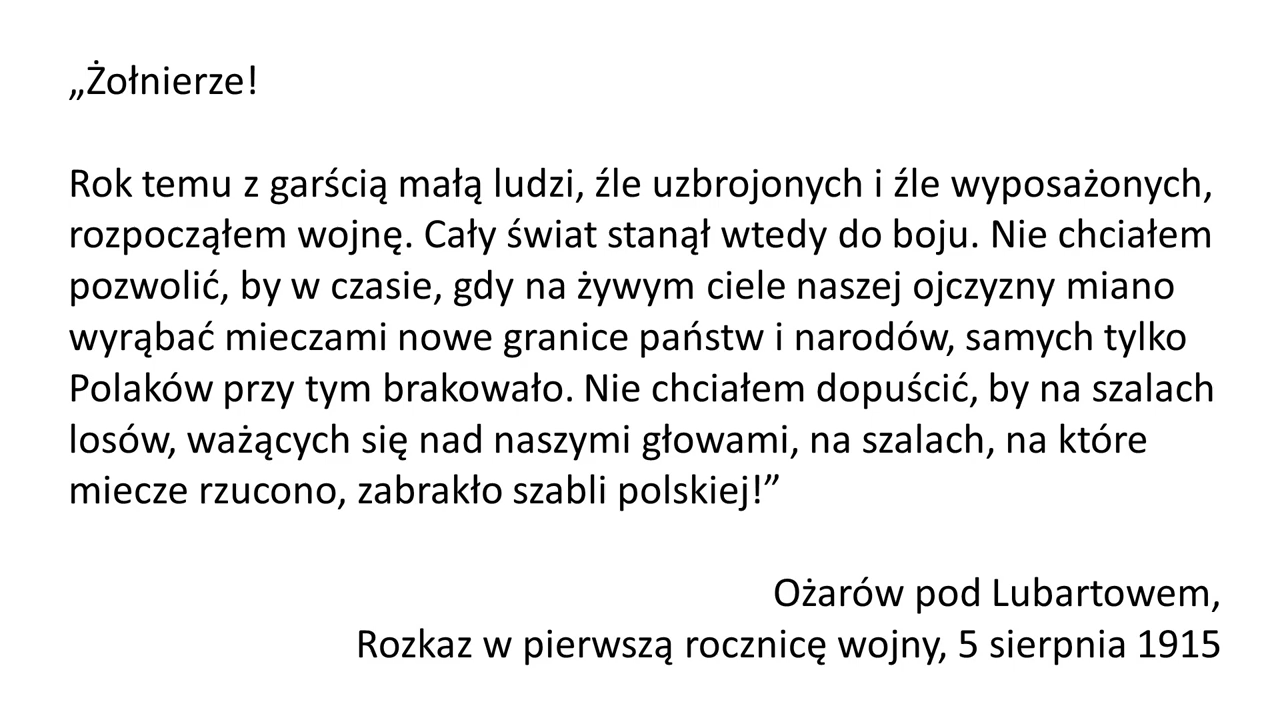 „Żołnierze!
Rok temu z garścią małą ludzi, źle uzbrojonych i źle wyposażonych,
rozpocząłem wojnę. Cały świat stanął wtedy do boju. Nie chciałem
pozwolić, by w czasie, gdy na żywym ciele naszej ojczyzny miano
wyrąbać mieczami nowe granice państw i narodów, samych tylko
Polaków przy tym brakowało. Nie chciałem dopuścić, by na szalach
losów, ważących się nad naszymi głowami, na szalach, na które
miecze rzucono, zabrakło szabli polskiej!”
Ożarów pod Lubartowem,
Rozkaz w pierwszą rocznicę wojny, 5 sierpnia 1915